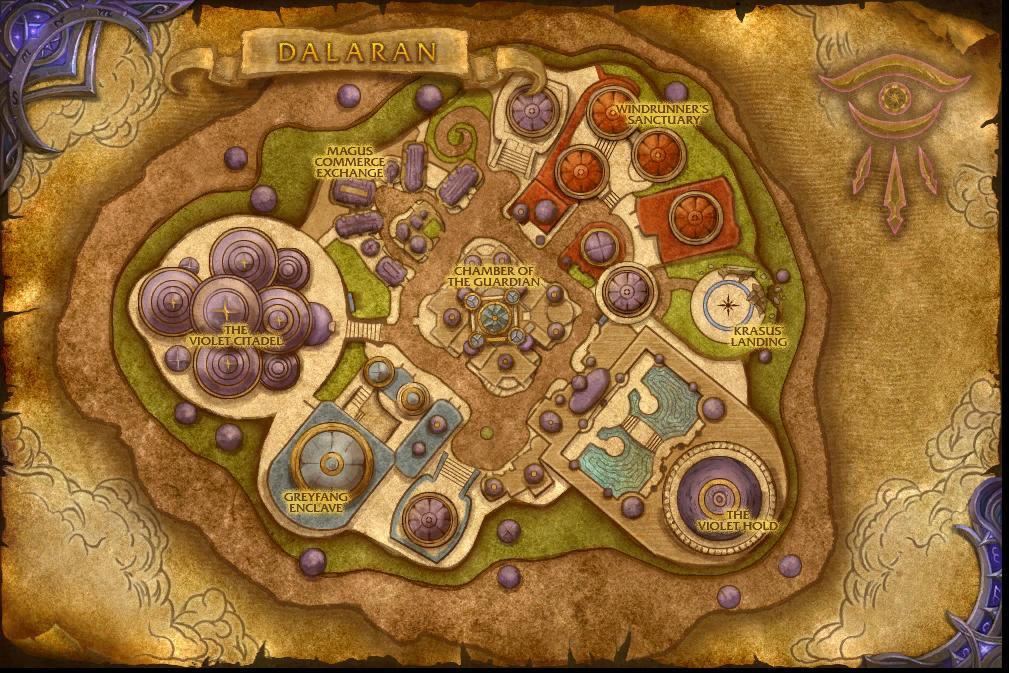 DALARAN
WINDRUNNER'S
SANCTUARY
MAGUS
COMMERCE
EXCHANGE
CHAMBER OF
THE GUARDIAN
THE
VIOLET CITADEL
KRASUS
LANDING
GREYFANG
ENCLAVE
THE
VIOLET HOLD